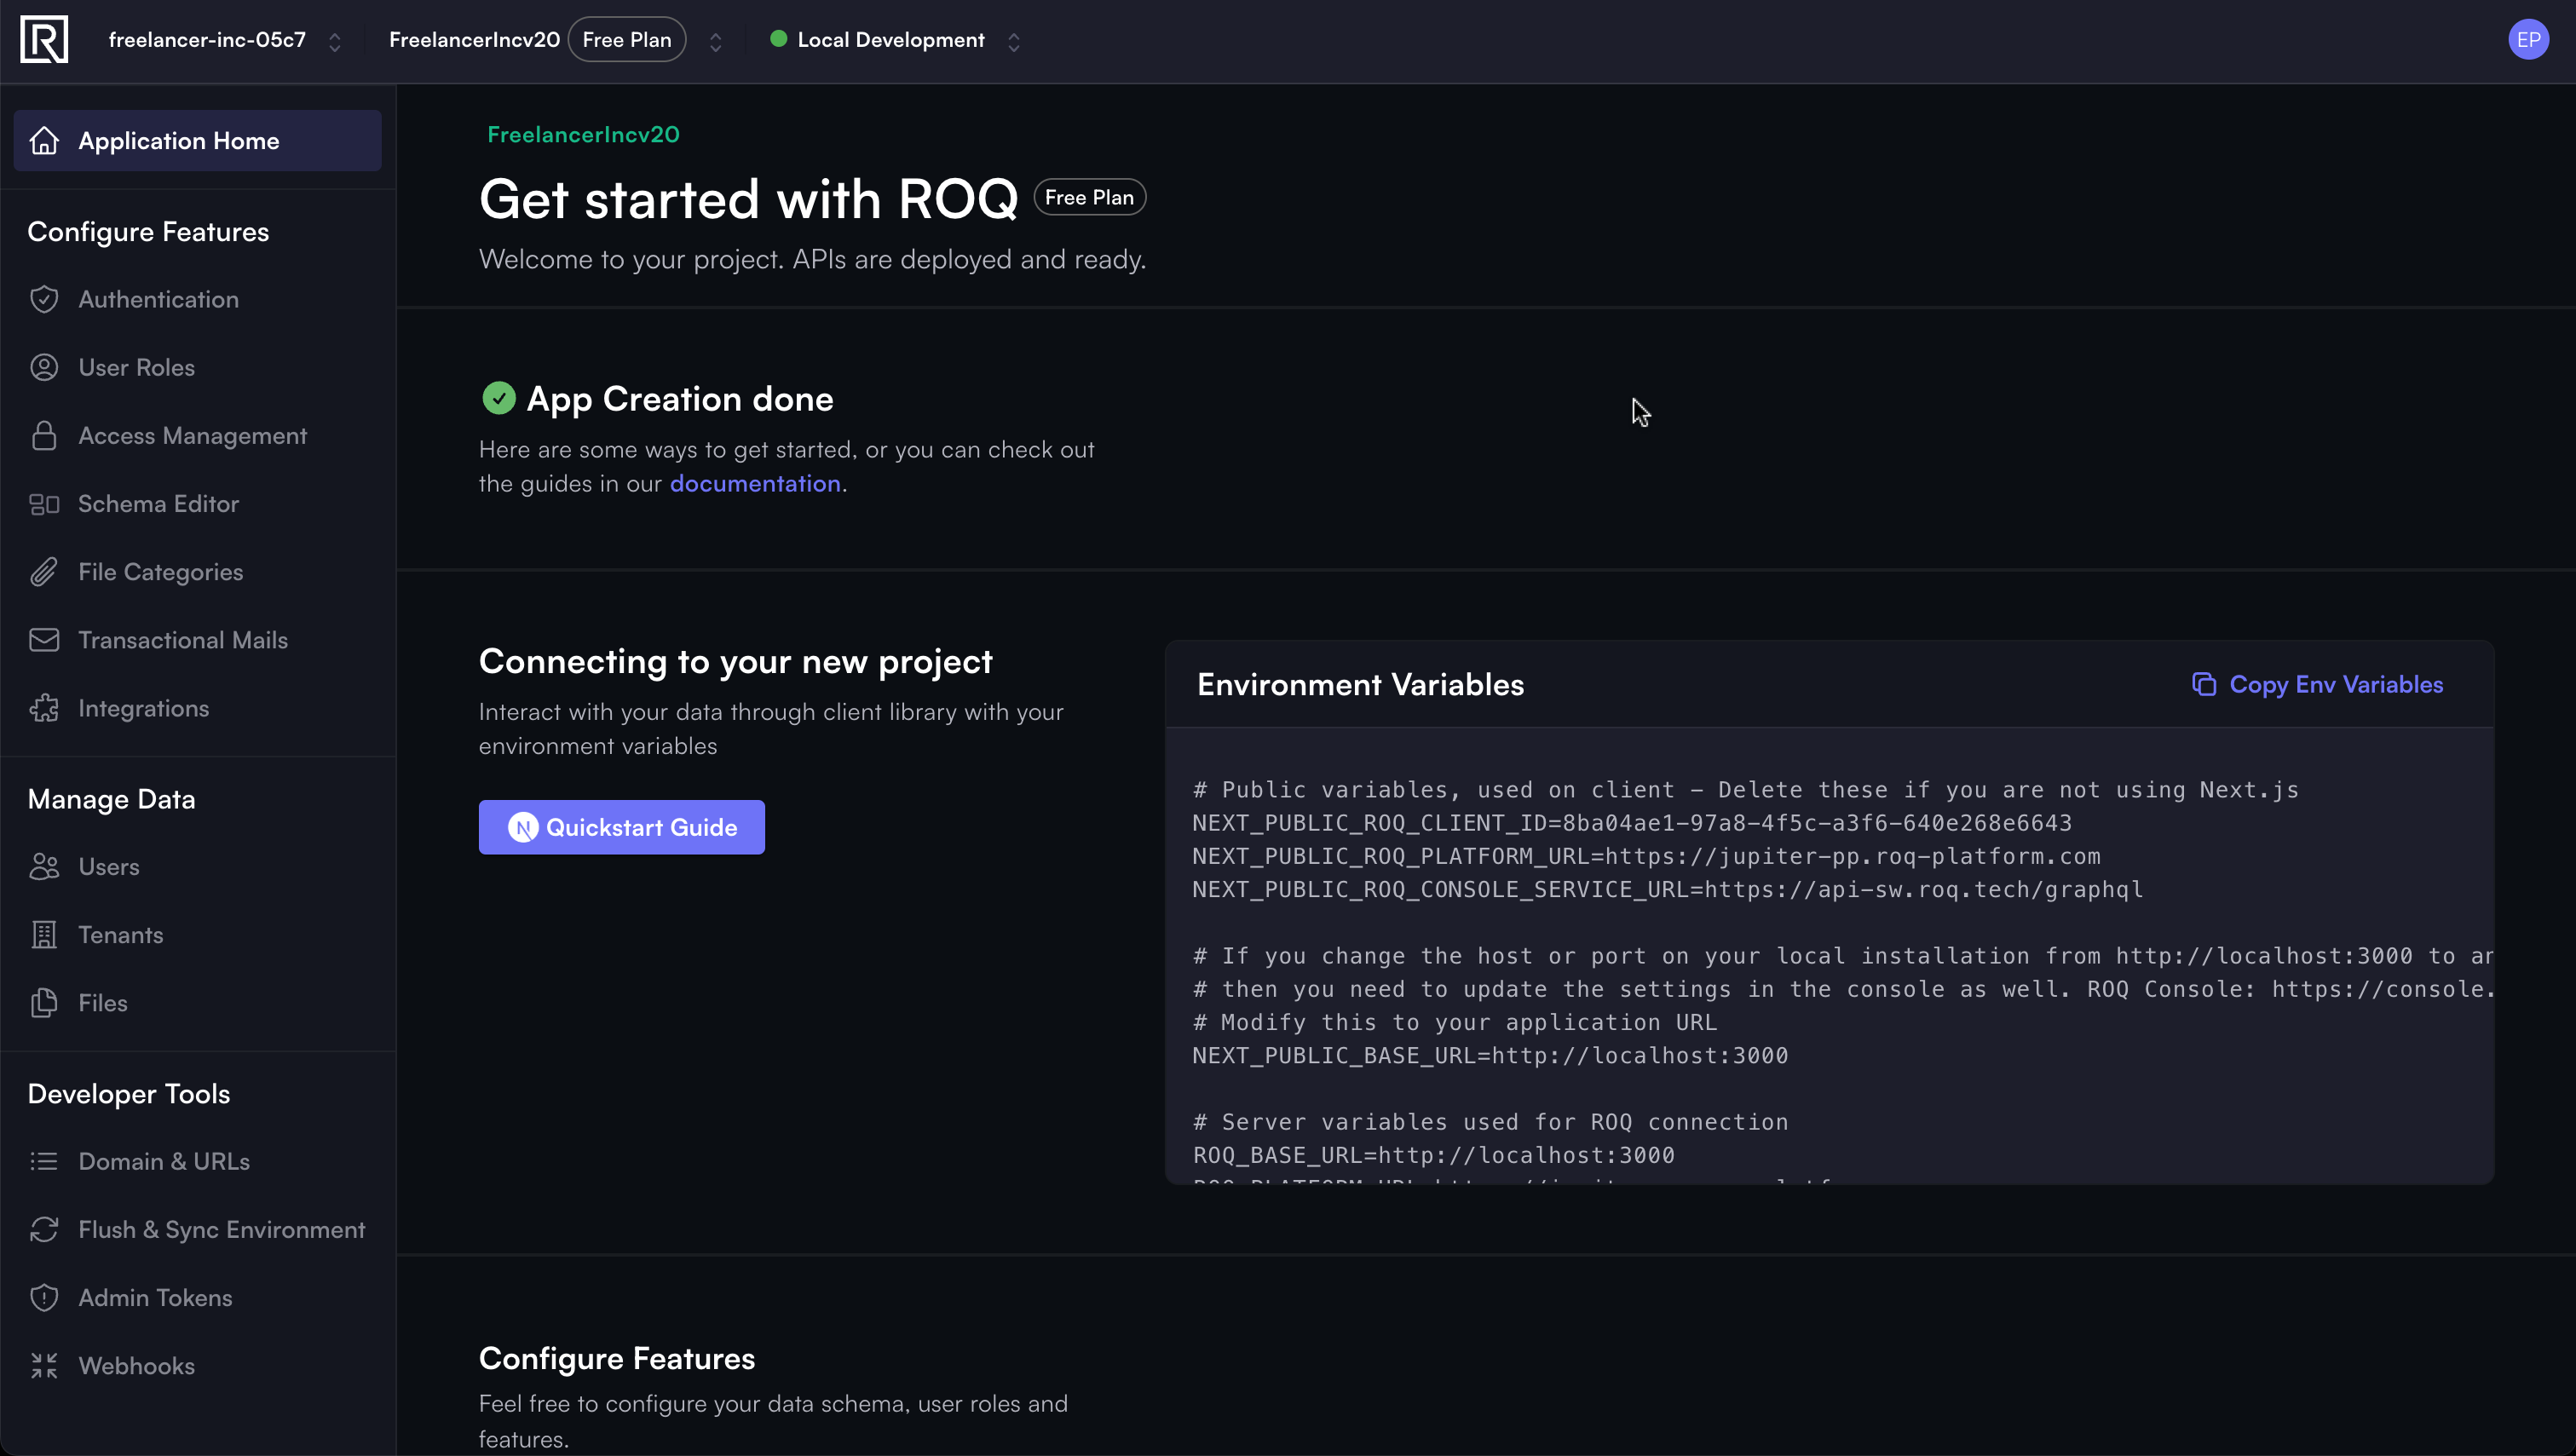 freelancer-inc-05c7
FreelancerIncv20 Free Plan
Local Development
EP
Application Home
Configure Features
Authentication
User Roles
Access Management
Schema Editor
File Categories
Transactional Mails
Integrations
Manage Data
Users
Tenants
Files
Developer Tools
Domain & URLs
Flush & Sync Environment
Admin Tokens
Webhooks
FreelancerIncv20
Get started with ROQ Free Plan
Welcome to your project. APIs are deployed and ready.
App Creation done
Here are some ways to get started, or you can check out
the guides in our documentation.
Connecting to your new project
Interact with your data through client library with your
environment variables
Quickstart Guide
Environment Variables
Copy Env Variables
# Public variables, used on client – Delete these if you are not using Next.js
NEXT_PUBLIC_ROQ_CLIENT_ID=8ba04ae1-97a8-4f5c-a3f6-640e268e6643
NEXT_PUBLIC_ROQ_PLATFORM_URL=https://jupiter-pp.roq-platform.com
NEXT_PUBLIC_ROQ_CONSOLE_SERVICE_URL=https://api-sw.roq.tech/graphql
# If you change the host or port on your local installation from http://localhost:3000 to
# then you need to update the settings in the console as well. ROQ Console: https://console.
# Modify this to your application URL
NEXT_PUBLIC_BASE_URL=http://localhost:3000
# Server variables used for ROQ connection
ROQ_BASE_URL=http://localhost:3000
Configure Features
Feel free to configure your data schema, user roles and
features.